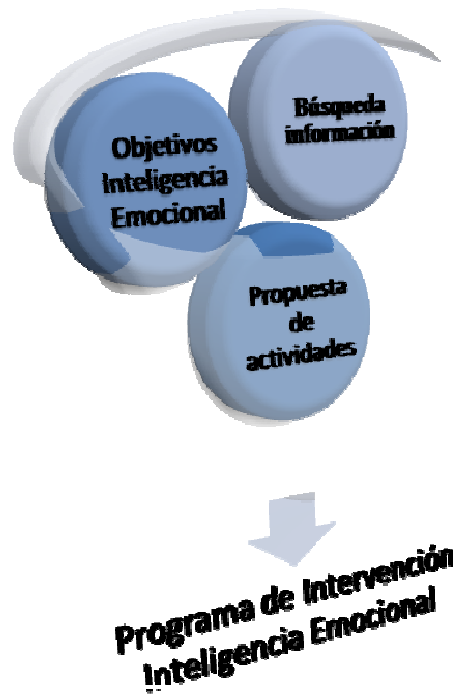 Búsqueda
información
Objetivos
Inteligencia
Emocional
Propuesta
de
actividades
Programa de Intervención
Inteligencia Emocional